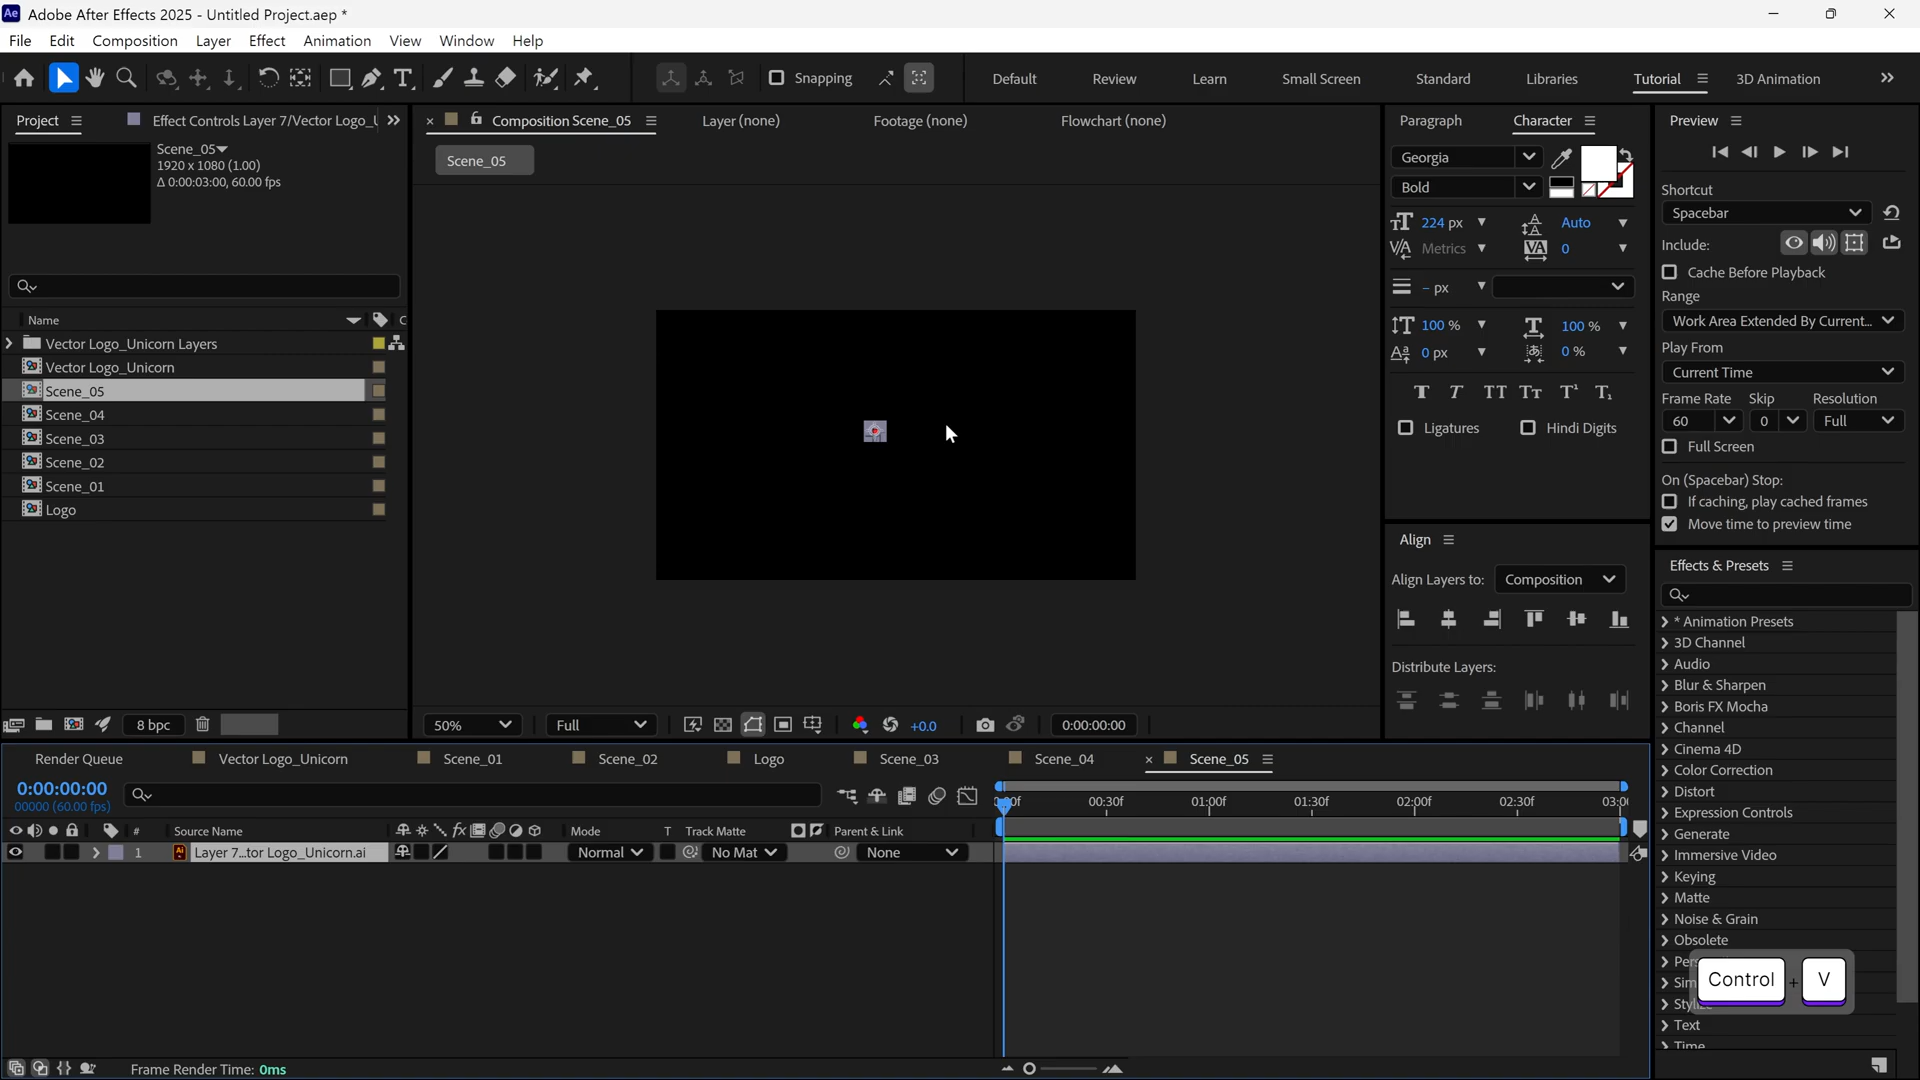 Adobe After Effects 2025 - Untitled Project.aep *
File Edit Composition Layer Effect Animation View Window Help
Snapping
Default Review Learn Small Screen Standard Libraries Tutorial 3D Animation
Project
Effect Controls Layer 7/Vector Logo_
Scene_05
1920 x 1080 (1.00)
Δ 0:00:03:00, 60.00 fps
Name
Vector Logo_Unicorn Layers
Vector Logo_Unicorn
Scene_05
Scene_04
Scene_03
Scene_02
Scene_01
Logo
8 bpc
Composition Scene_05
Layer (none)
Footage (none)
Flowchart (none)
Scene_05
50%
Full
+0.0
0:00:00:00
Paragraph Character
Georgia
Bold
224 px
Auto
Metrics
0
– px
100 %
100 %
0 px
0 %
Ligatures
Hindi Digits
Align
Align Layers to: Composition
Distribute Layers:
Preview
Shortcut
Spacebar
Include:
Cache Before Playback
Range
Work Area Extended By Current...
Play From
Current Time
Frame Rate Skip Resolution
60 0 Full
Full Screen
On (Spacebar) Stop:
If caching, play cached frames
Move time to preview time
Effects & Presets
* Animation Presets
3D Channel
Audio
Blur & Sharpen
Boris FX Mocha
Channel
Cinema 4D
Color Correction
Distort
Expression Controls
Generate
Immersive Video
Keying
Matte
Noise & Grain
Obsolete
Text
Control + V
Render Queue
Vector Logo_Unicorn
Scene_01
Scene_02
Logo
Scene_03
Scene_04
Scene_05
0:00:00:00
00000 (60.00 fps)
00:30f 01:00f 01:30f 02:00f 02:30f
# Source Name Mode T Track Matte Parent & Link
1 Layer 7...tor Logo_Unicorn.ai Normal No Mat None
Frame Render Time: 0ms